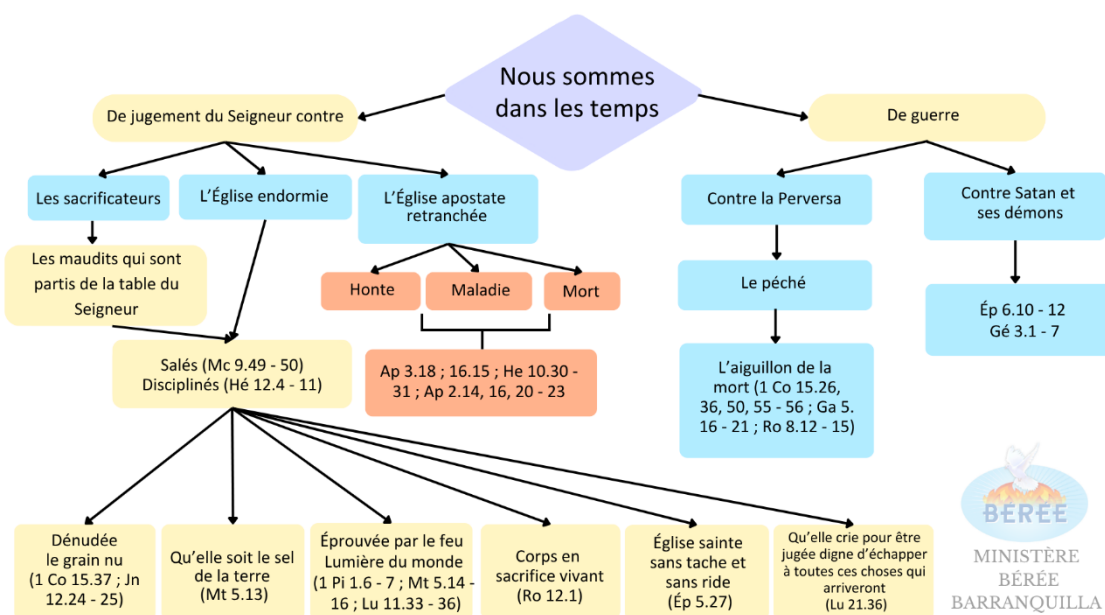 Nous sommes
dans les temps
De jugement du Seigneur contre
De guerre
Les sacrificateurs
L'Église endormie
L'Église apostate
retranchée
Contre la Perversa
Contre Satan et
ses démons
Les maudits qui sont
partis de la table du
Seigneur
Honte
Maladie
Mort
Le péché
Ép 6.10 - 12
Gé 3.1 - 7
Salés (Mc 9.49 - 50)
Disciplinés (Hé 12.4 - 11)
Ap 3.18 ; 16.15 ; He 10.30 -
31 ; Ap 2.14, 16, 20 - 23
L'aiguillon de la
mort (1 Co 15.26,
36, 50, 55 - 56 ; Ga 5.
16 - 21 ; Ro 8.12 - 15)
Dénudée
le grain nu
(1 Co 15.37 ; Jn
12.24 - 25)
Qu'elle soit le sel
de la terre
(Mt 5.13)
Éprouvée par le feu
Lumière du monde
(1 Pi 1.6 - 7 ; Mt 5.14 -
16 ; Lu 11.33 - 36)
Corps en
sacrifice vivant
(Ro 12.1)
Église sainte
sans tache et
sans ride
(Ép 5.27)
Qu'elle crie pour être
jugée digne d'échapper
à toutes ces choses qui
arriveront
(Lu 21.36)
BÉRÉE
MINISTÈRE
BÉRÉE
BARRANQUILLA